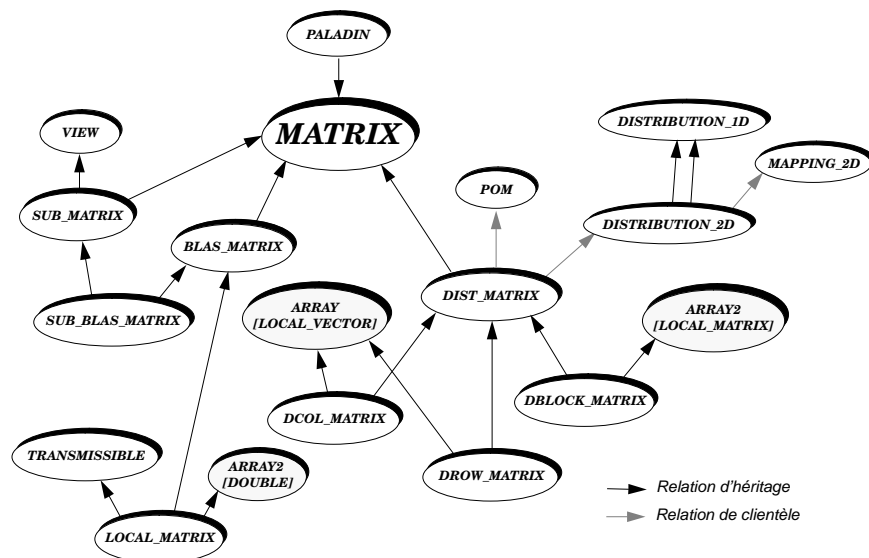 PALADIN
MATRIX
VIEW
DISTRIBUTION_1D
MAPPING_2D
POM
SUB_MATRIX
DISTRIBUTION_2D
BLAS_MATRIX
DIST_MATRIX
ARRAY
[LOCAL_VECTOR]
ARRAY2
[LOCAL_MATRIX]
SUB_BLAS_MATRIX
DBLOCK_MATRIX
DCOL_MATRIX
TRANSMISSIBLE
ARRAY2
[DOUBLE]
DROW_MATRIX
Relation d'héritage
Relation de clientèle
LOCAL_MATRIX